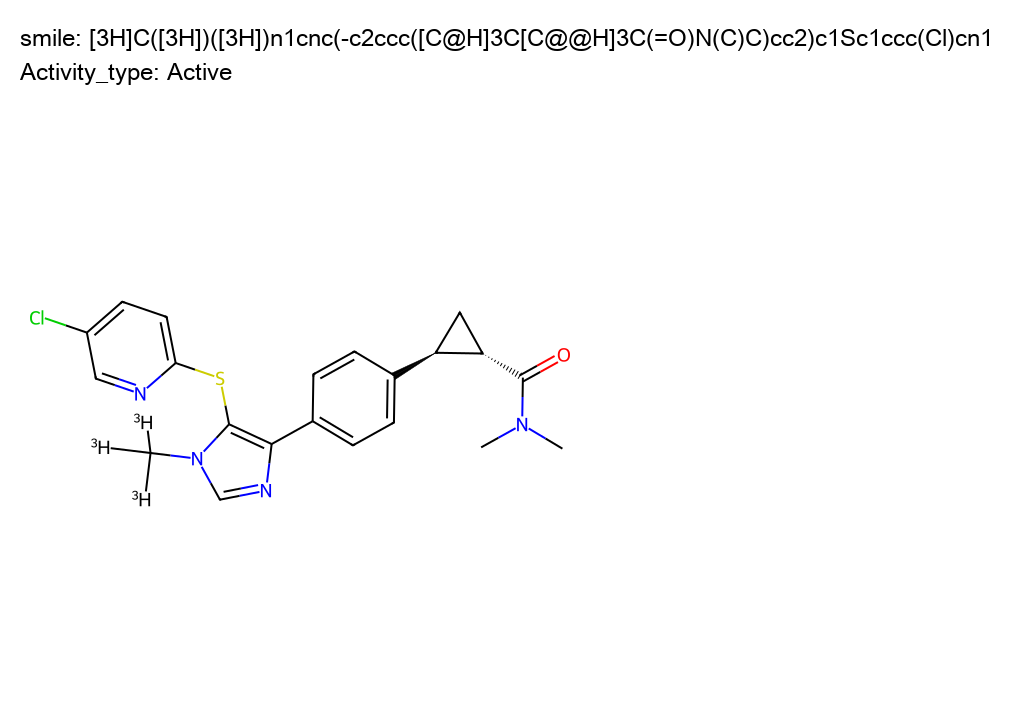 smile: [3H]C([3H])([3H])n1cnc(-c2ccc([C@H]3C[C@@H]3C(=O)N(C)C)cc2)c1Sc1ccc(Cl)cn1
Activity_type: Active
Cl
O
S
N
3H
N
3H
N
N
3H